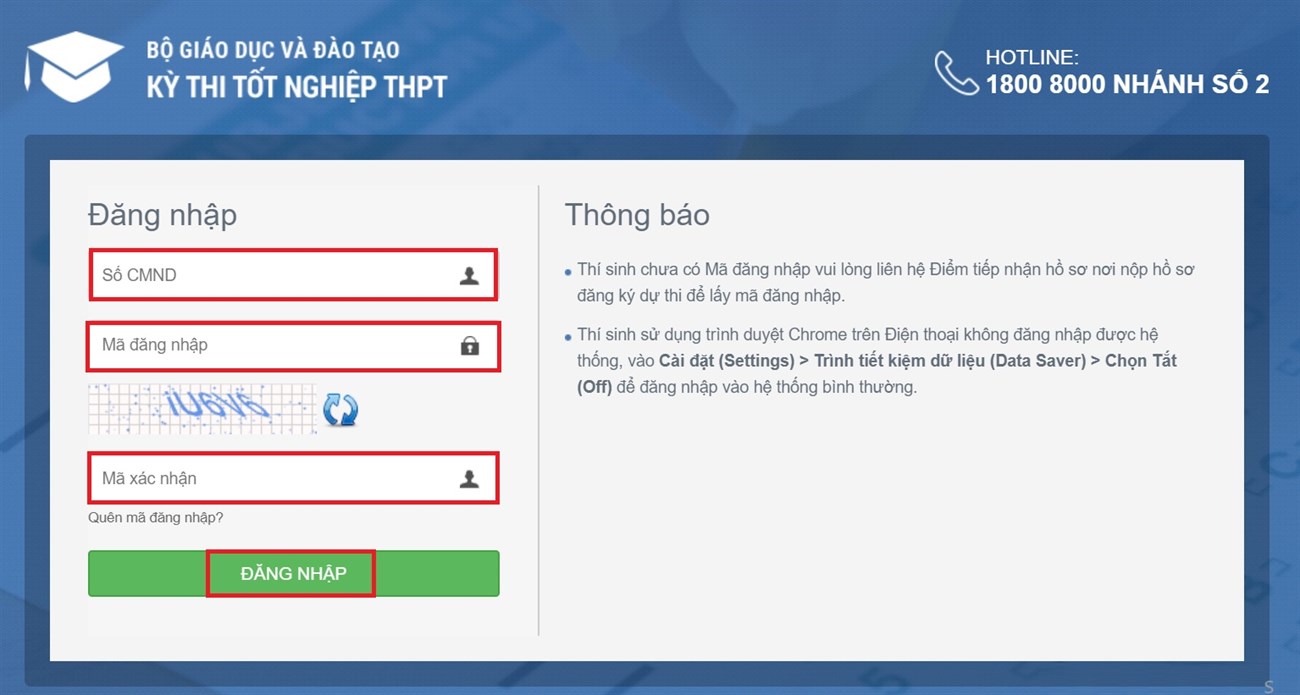 BỘ GIÁO DỤC VÀ ĐÀO TẠO
KỲ THI TỐT NGHIỆP THPT
HOTLINE:
1800 8000 NHÁNH SỐ 2
Đăng nhập
Số CMND
Mã đăng nhập
Mã xác nhận
Quên mã đăng nhập?
ĐĂNG NHẬP
Thông báo
Thí sinh chưa có Mã đăng nhập vui lòng liên hệ Điểm tiếp nhận hồ sơ nơi nộp hồ sơ
đăng ký dự thi để lấy mã đăng nhập.
Thí sinh sử dụng trình duyệt Chrome trên Điện thoại không đăng nhập được hệ
thống, vào Cài đặt (Settings) > Trình tiết kiệm dữ liệu (Data Saver) > Chọn Tắt
(Off) để đăng nhập vào hệ thống bình thường.